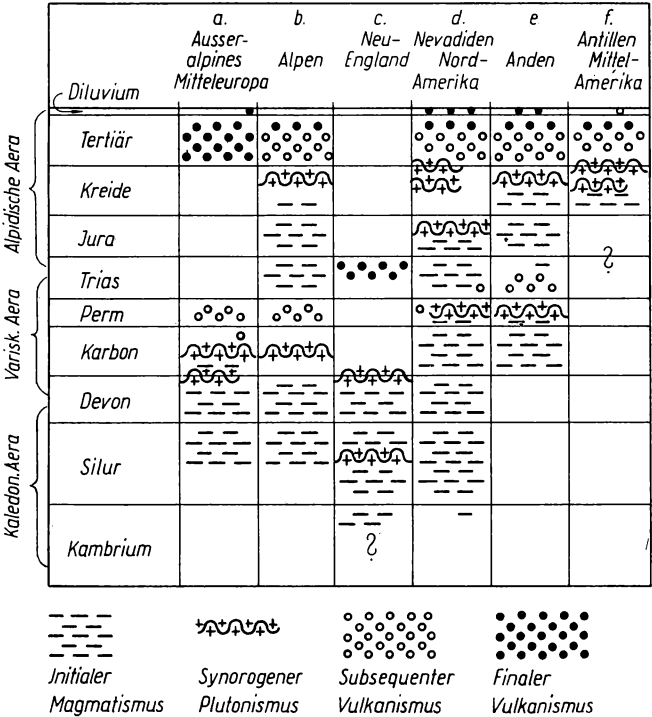 a. b. c. d. e f.
Ausser-
alpines
Mitteleuropa
Alpen
Neu-
England
Nevadiden
Nord-
Amerika
Anden
Antillen
Mittel-
Amerika
Diluvium
Tertiär
Kreide
Jura
Trias
Perm
Karbon
Devon
Silur
Kambrium
Alpidische Aera
Varisk. Aera
Kaledon. Aera
?
?
Jnitialer
Magmatismus
Synorogener
Plutonismus
Subsequenter
Vulkanismus
Finaler
Vulkanismus